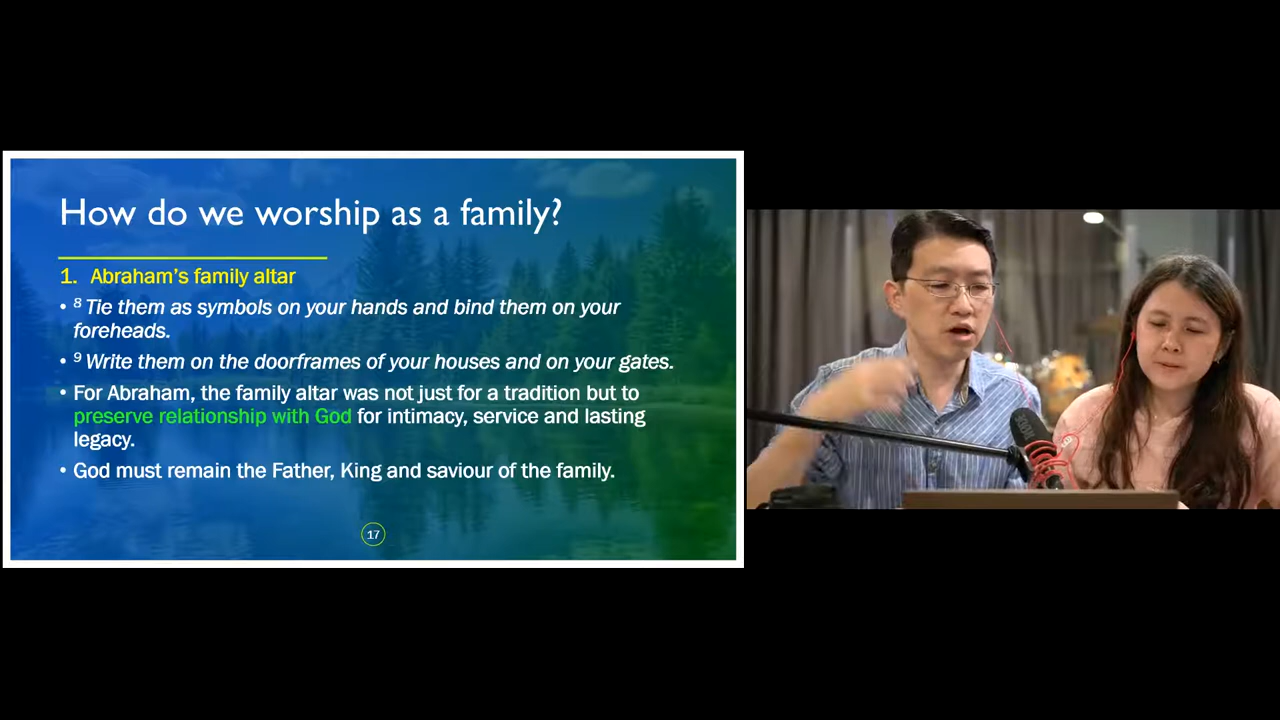 How do we worship as a family?
1. Abraham's family altar
• ⁸ Tie them as symbols on your hands and bind them on your
foreheads.
• ⁹ Write them on the doorframes of your houses and on your gates.
• For Abraham, the family altar was not just for a tradition but to
preserve relationship with God for intimacy, service and lasting
legacy.
• God must remain the Father, King and saviour of the family.
17